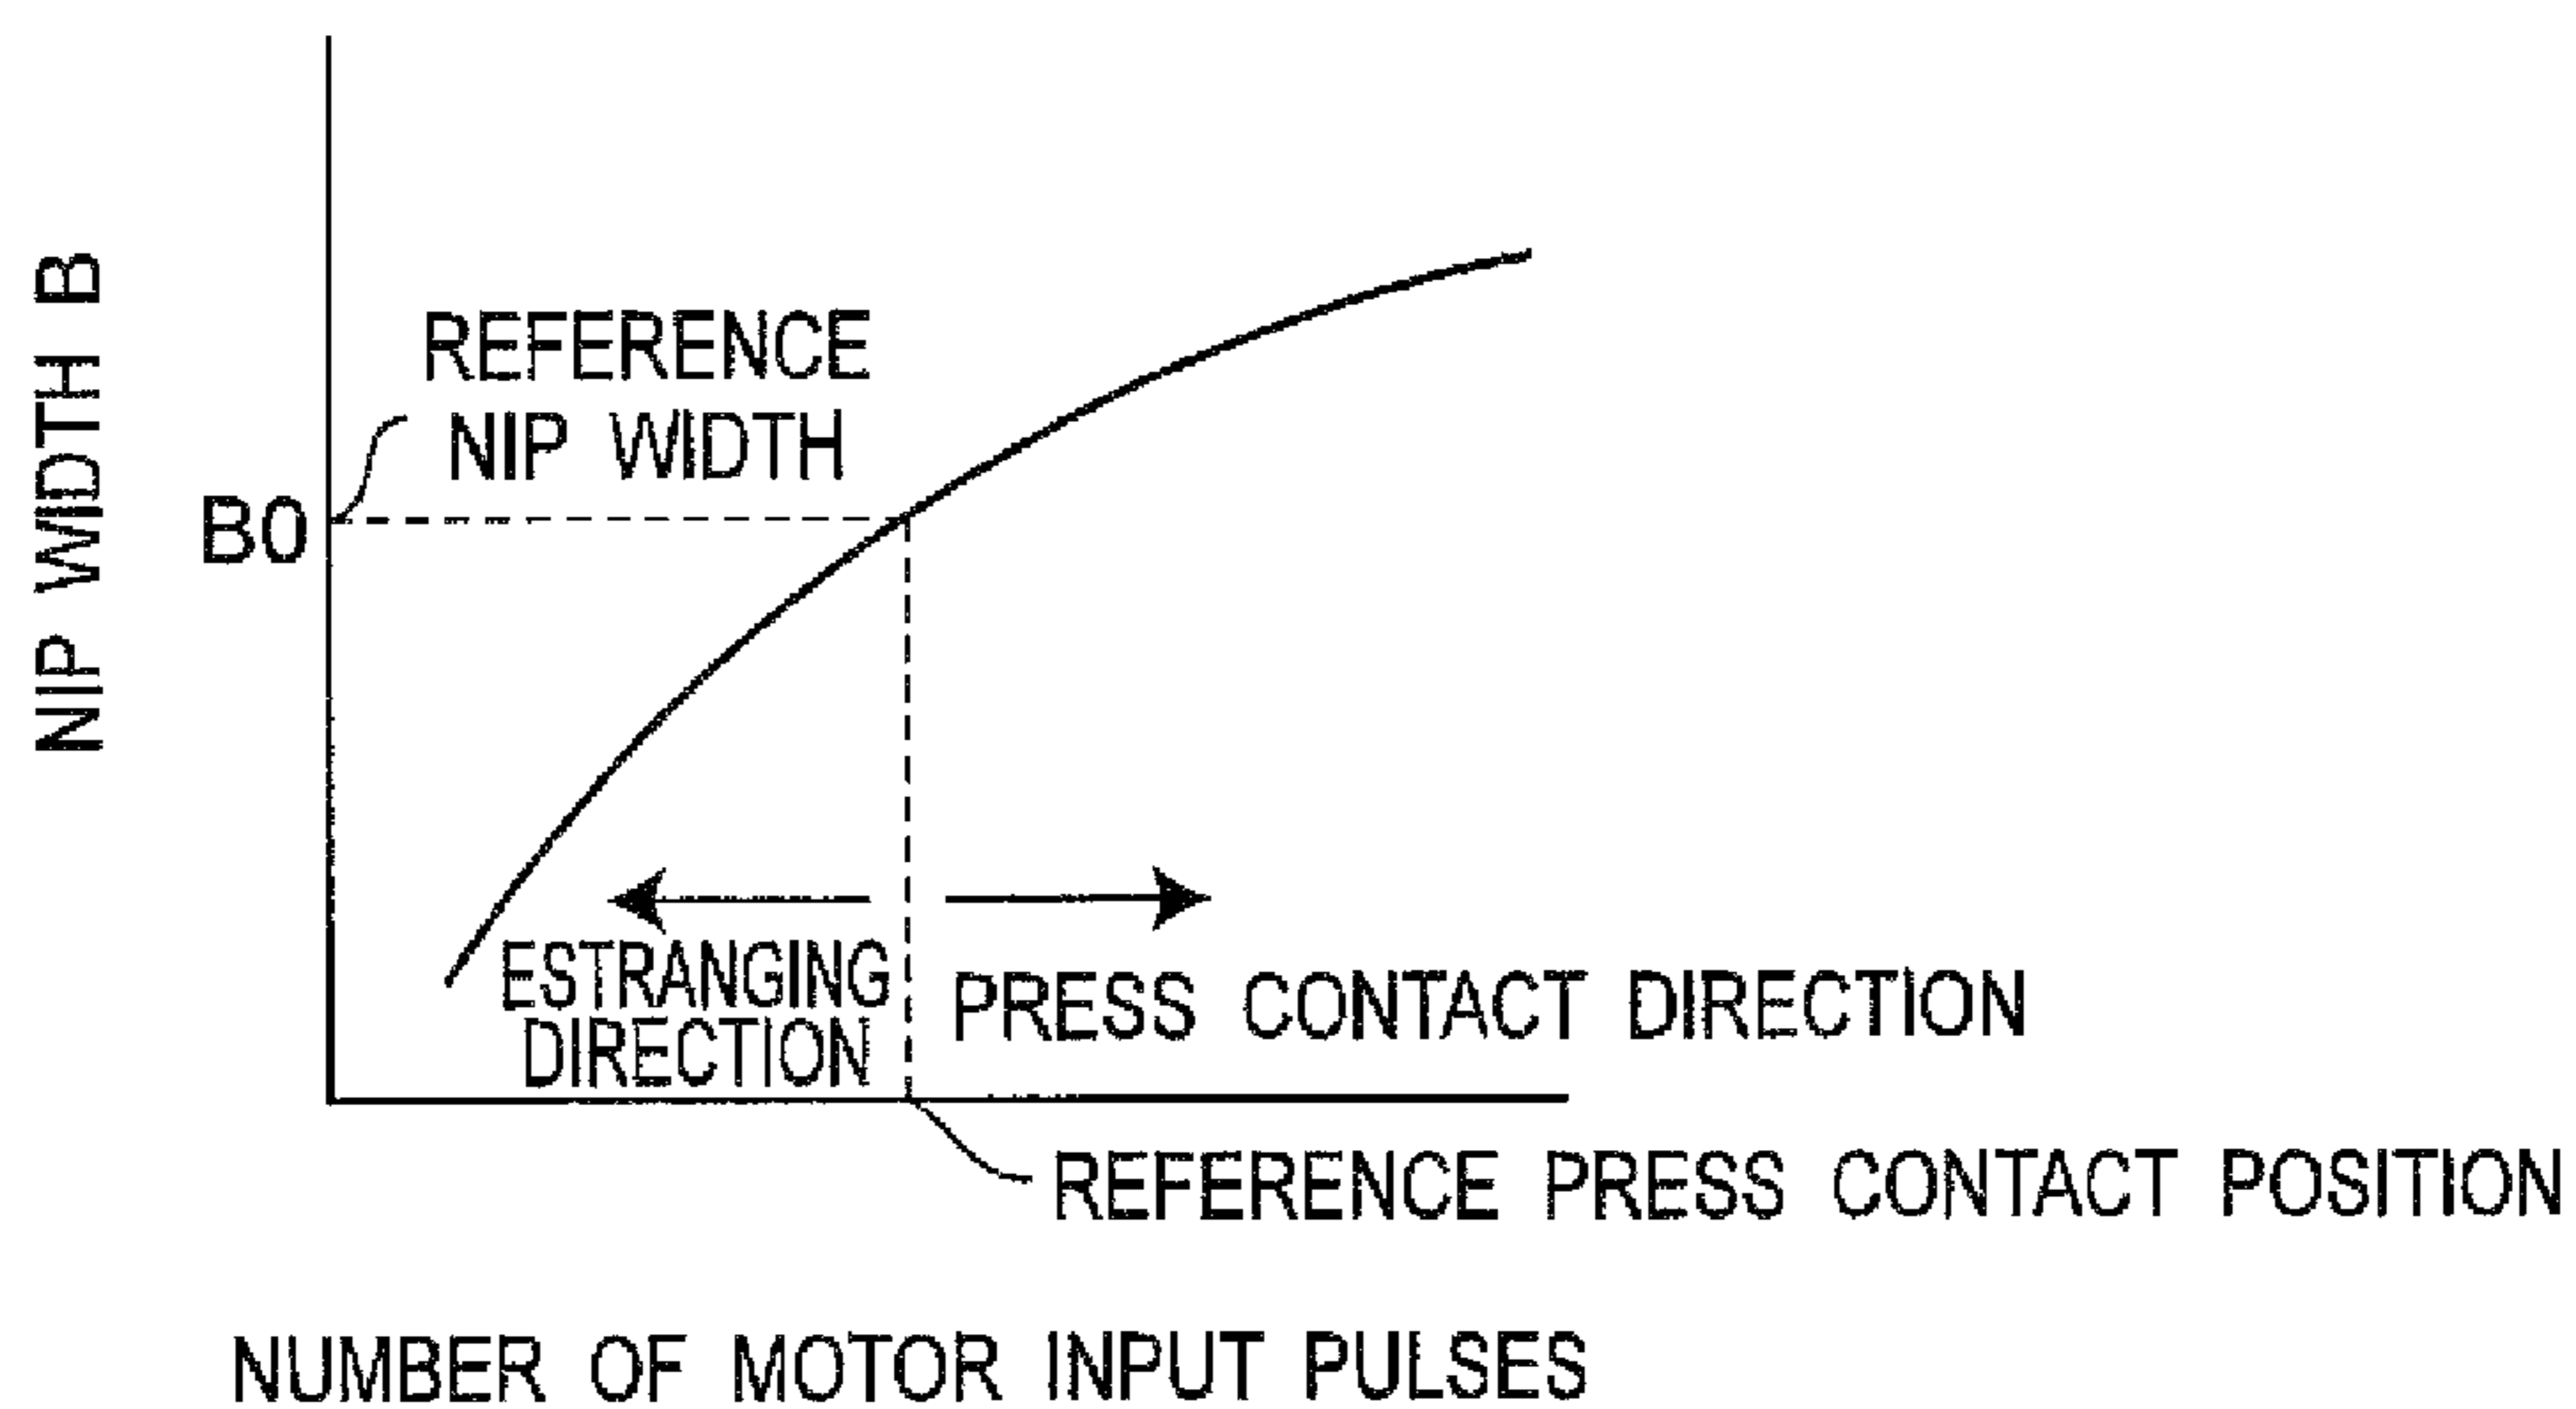 NIP WIDTH B
REFERENCE
NIP WIDTH
B0
ESTRANGING
DIRECTION
PRESS CONTACT DIRECTION
REFERENCE PRESS CONTACT POSITION
NUMBER OF MOTOR INPUT PULSES